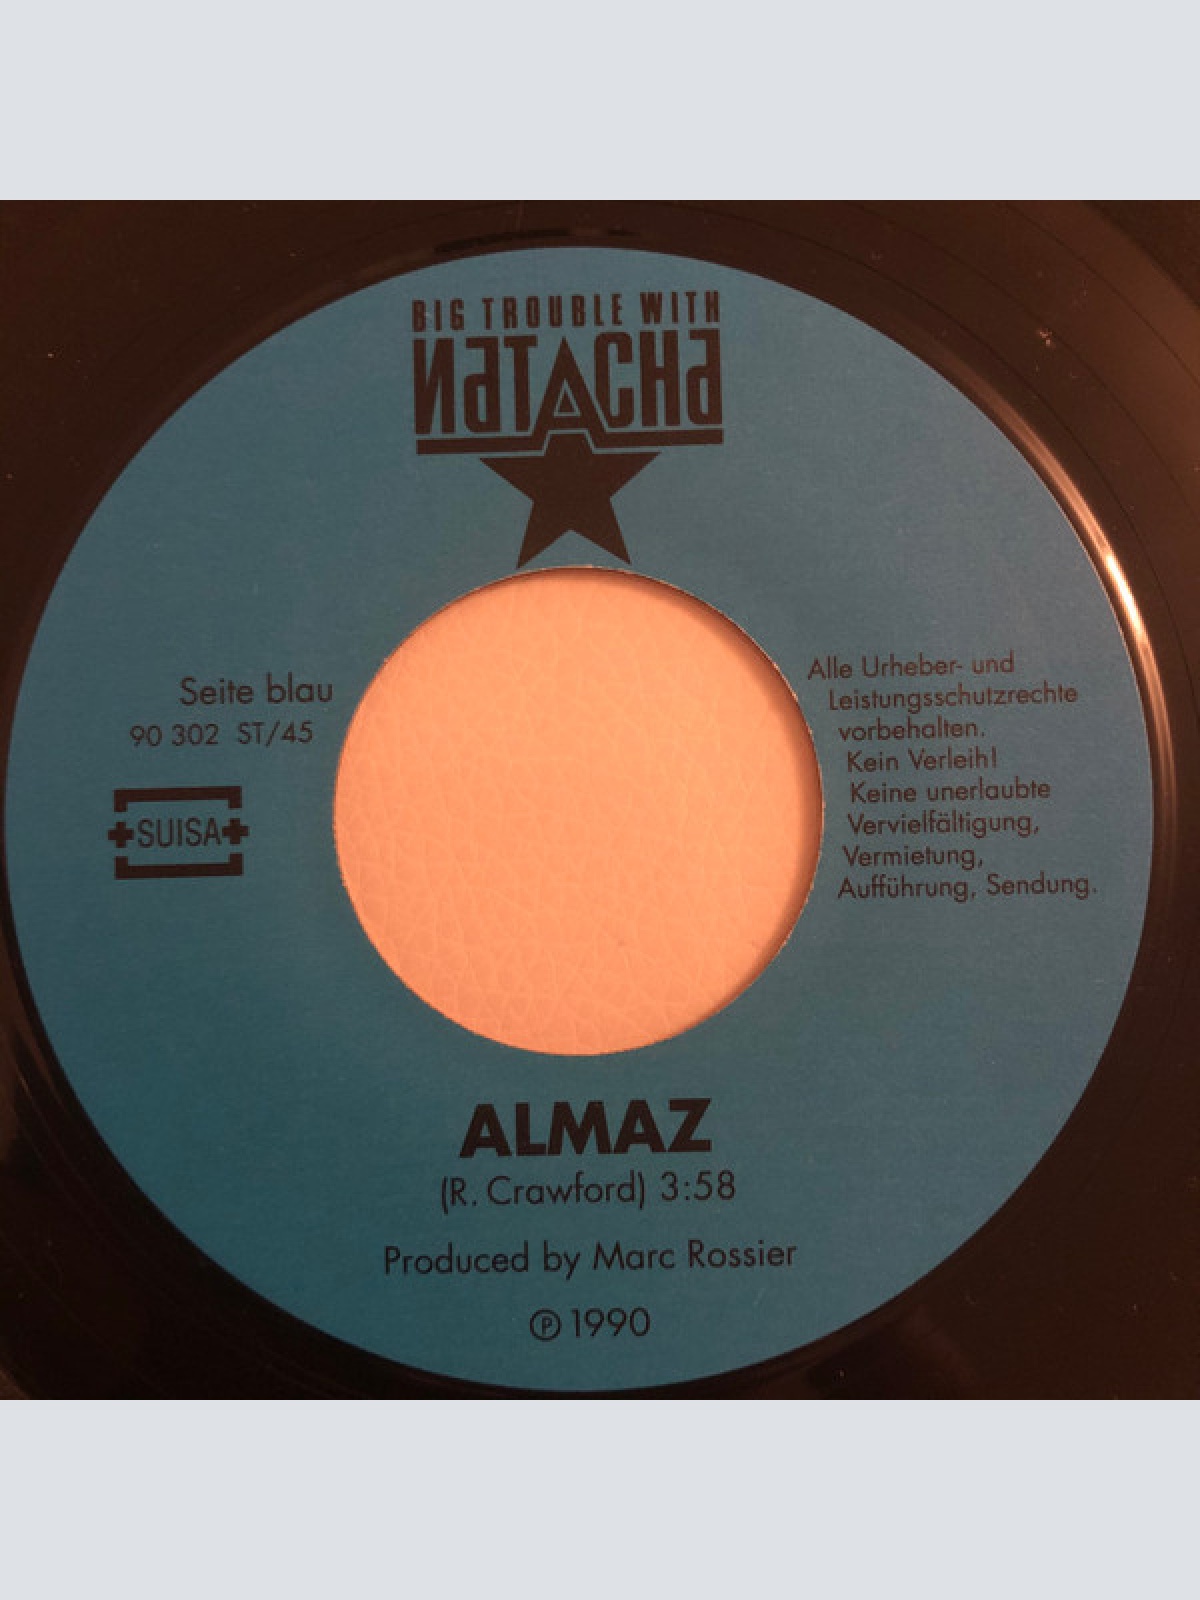 BIG TROUBLE WITH
NATACHA
Seite blau
90 302 ST/45
SUISA
Alle Urheber- und
Leistungsschutzrechte
vorbehalten.
Kein Verleih!
Keine unerlaubte
Vervielfältigung,
Vermietung,
Aufführung, Sendung.
ALMAZ
(R. Crawford) 3:58
Produced by Marc Rossier
℗ 1990